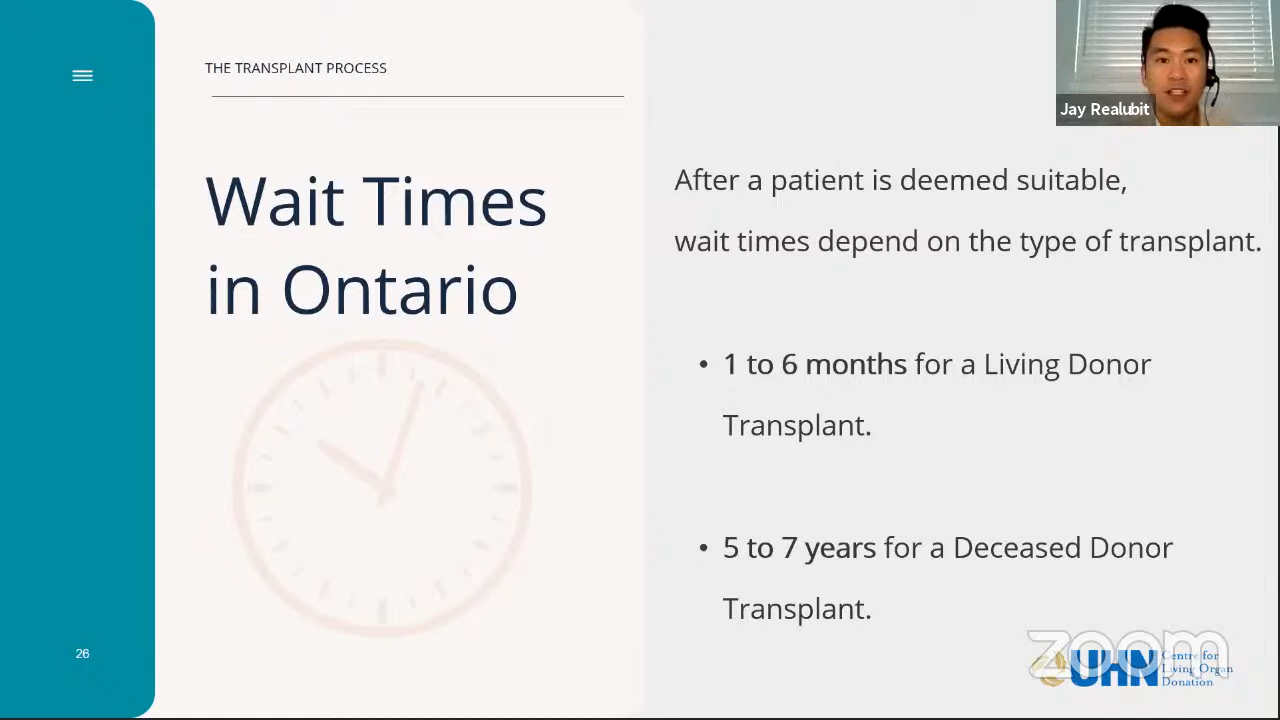 THE TRANSPLANT PROCESS
Wait Times
in Ontario
26
Jay Realubit
After a patient is deemed suitable,
wait times depend on the type of transplant.
• 1 to 6 months for a Living Donor
Transplant.
• 5 to 7 years for a Deceased Donor
Transplant.
zoom
UHN
Centre for
Living Organ
Donation